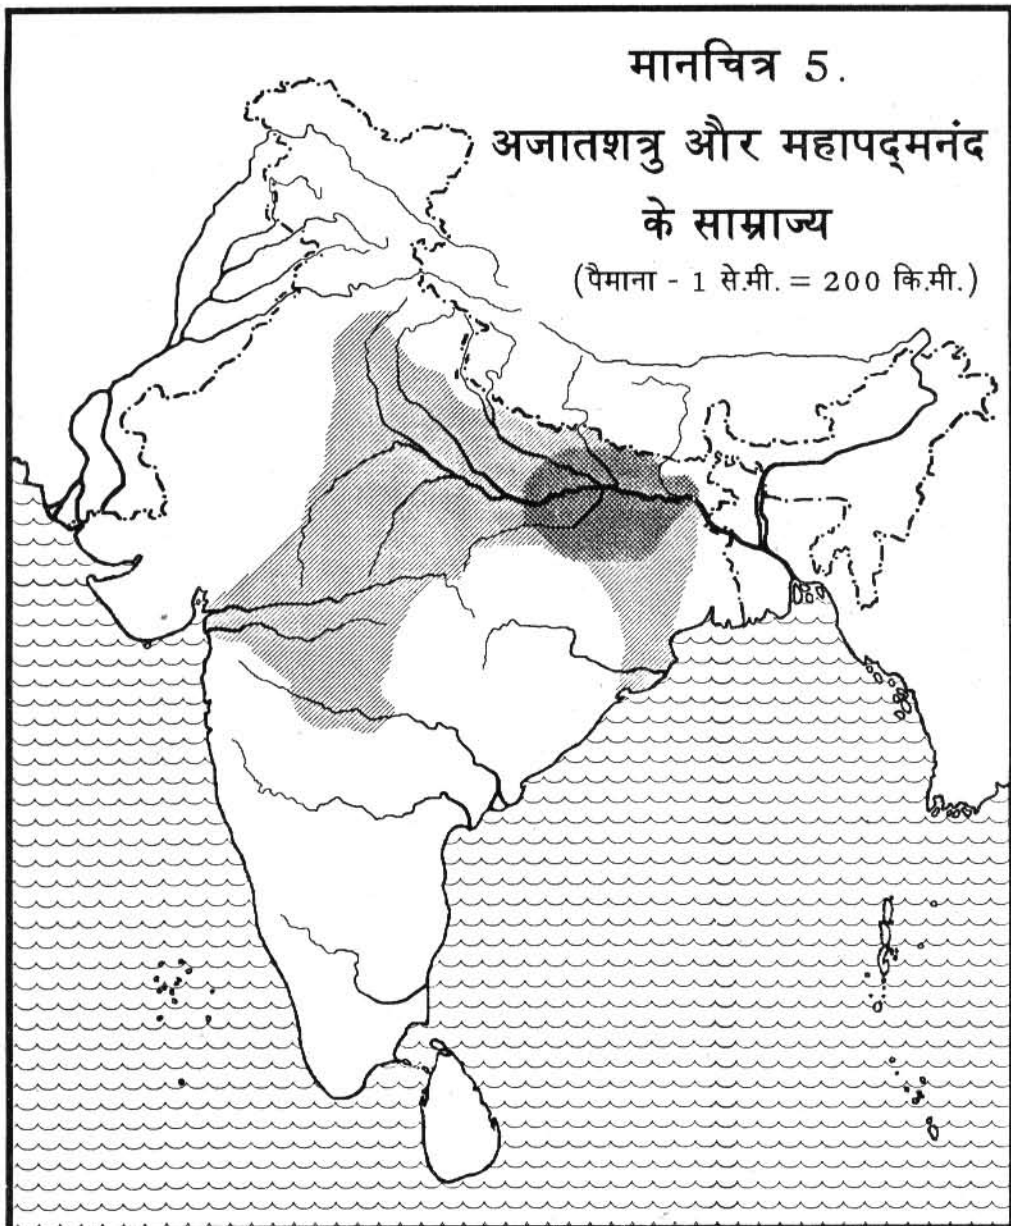 मानचित्र 5.
अजातशत्रु और महापद्मनंद
के साम्राज्य
(पैमाना - 1 से.मी. = 200 कि.मी.)